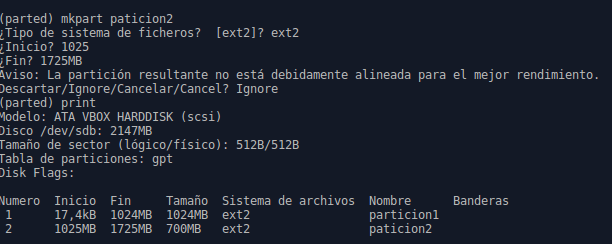 (parted) mkpart paticion2
¿Tipo de sistema de ficheros?  [ext2]? ext2
¿Inicio? 1025
¿Fin? 1725MB
Aviso: La partición resultante no está debidamente alineada para el mejor rendimiento.
Descartar/Ignore/Cancelar/Cancel? Ignore
(parted) print
Modelo: ATA VBOX HARDDISK (scsi)
Disco /dev/sdb: 2147MB
Tamaño de sector (lógico/físico): 512B/512B
Tabla de particiones: gpt
Disk Flags:
Numero  Inicio  Fin     Tamaño  Sistema de archivos  Nombre      Banderas
 1      17,4kB  1024MB  1024MB  ext2                 particion1
 2      1025MB  1725MB  700MB   ext2                 paticion2